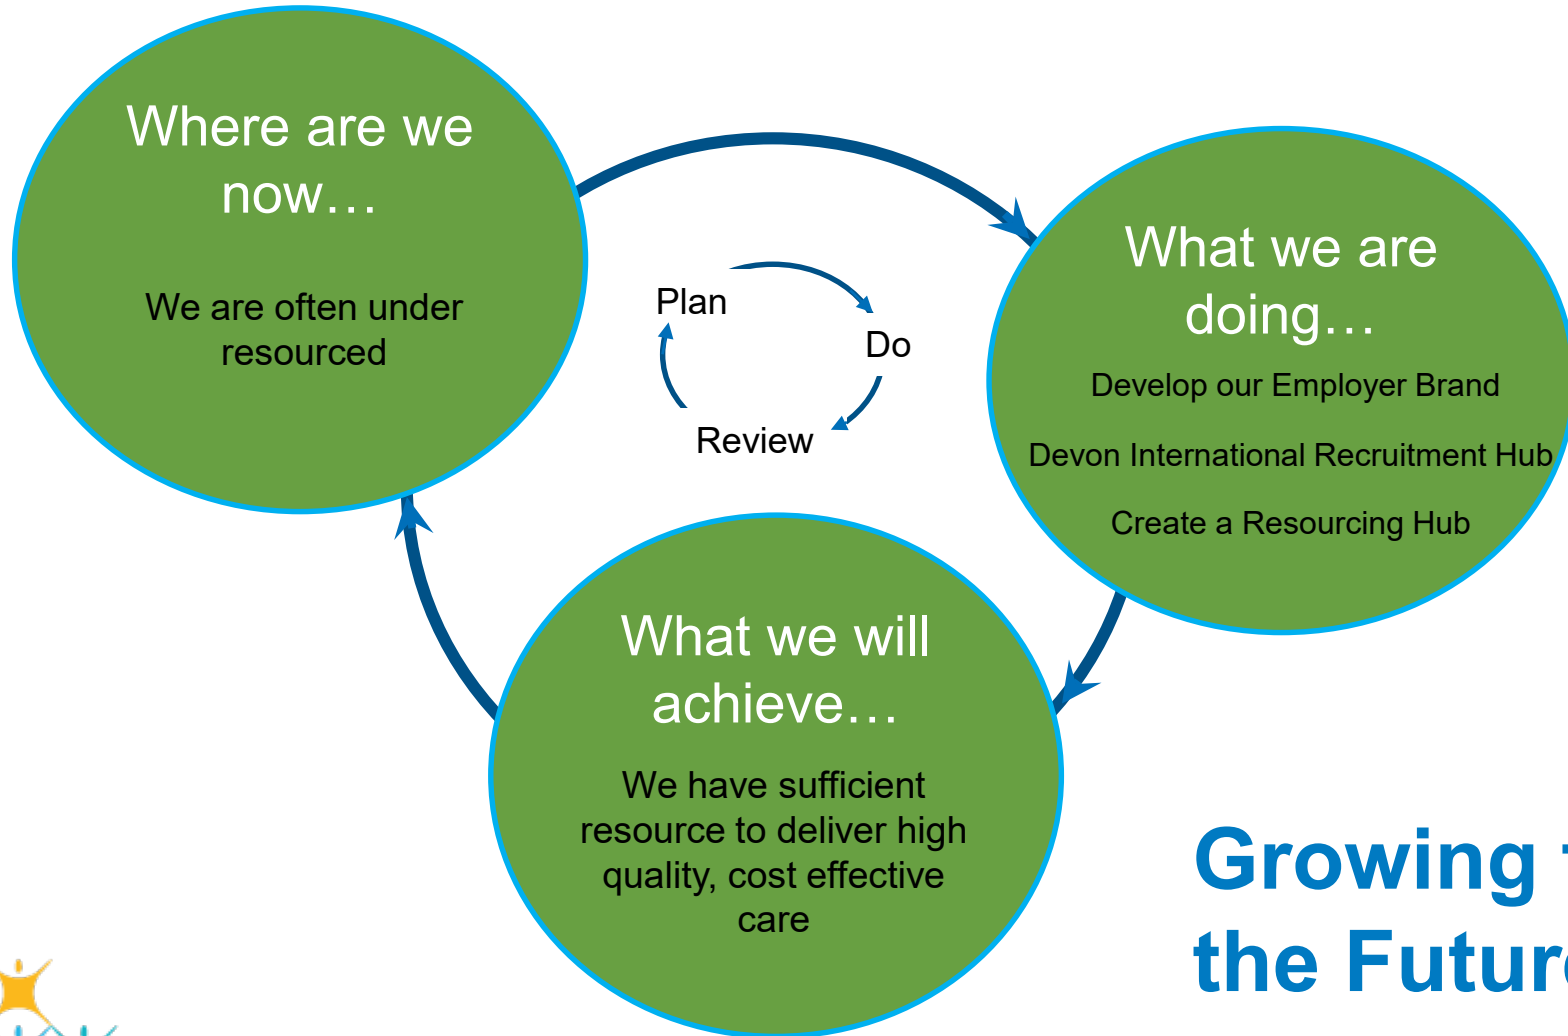 Where are we
now…
We are often under
resourced
Plan
Do
Review
What we are
doing…
Develop our Employer Brand
Devon International Recruitment Hub
Create a Resourcing Hub
What we will
achieve…
We have sufficient
resource to deliver high
quality, cost effective
care
Growing
the Future